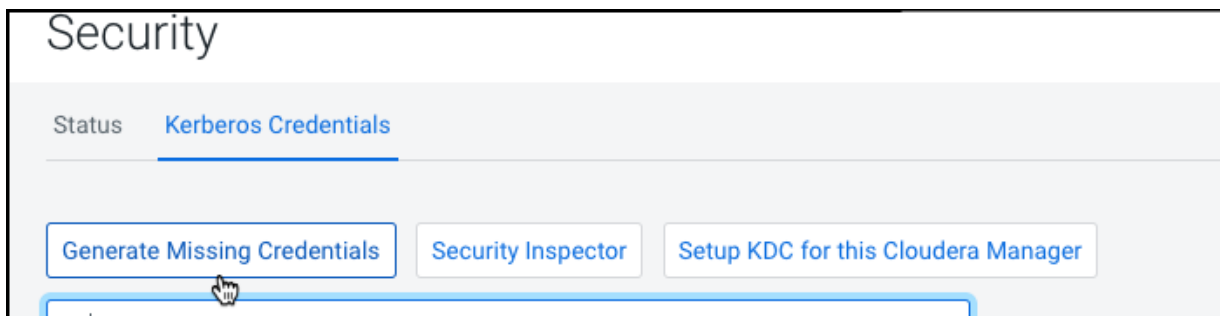 Security
Status Kerberos Credentials
Generate Missing Credentials Security Inspector Setup KDC for this Cloudera Manager